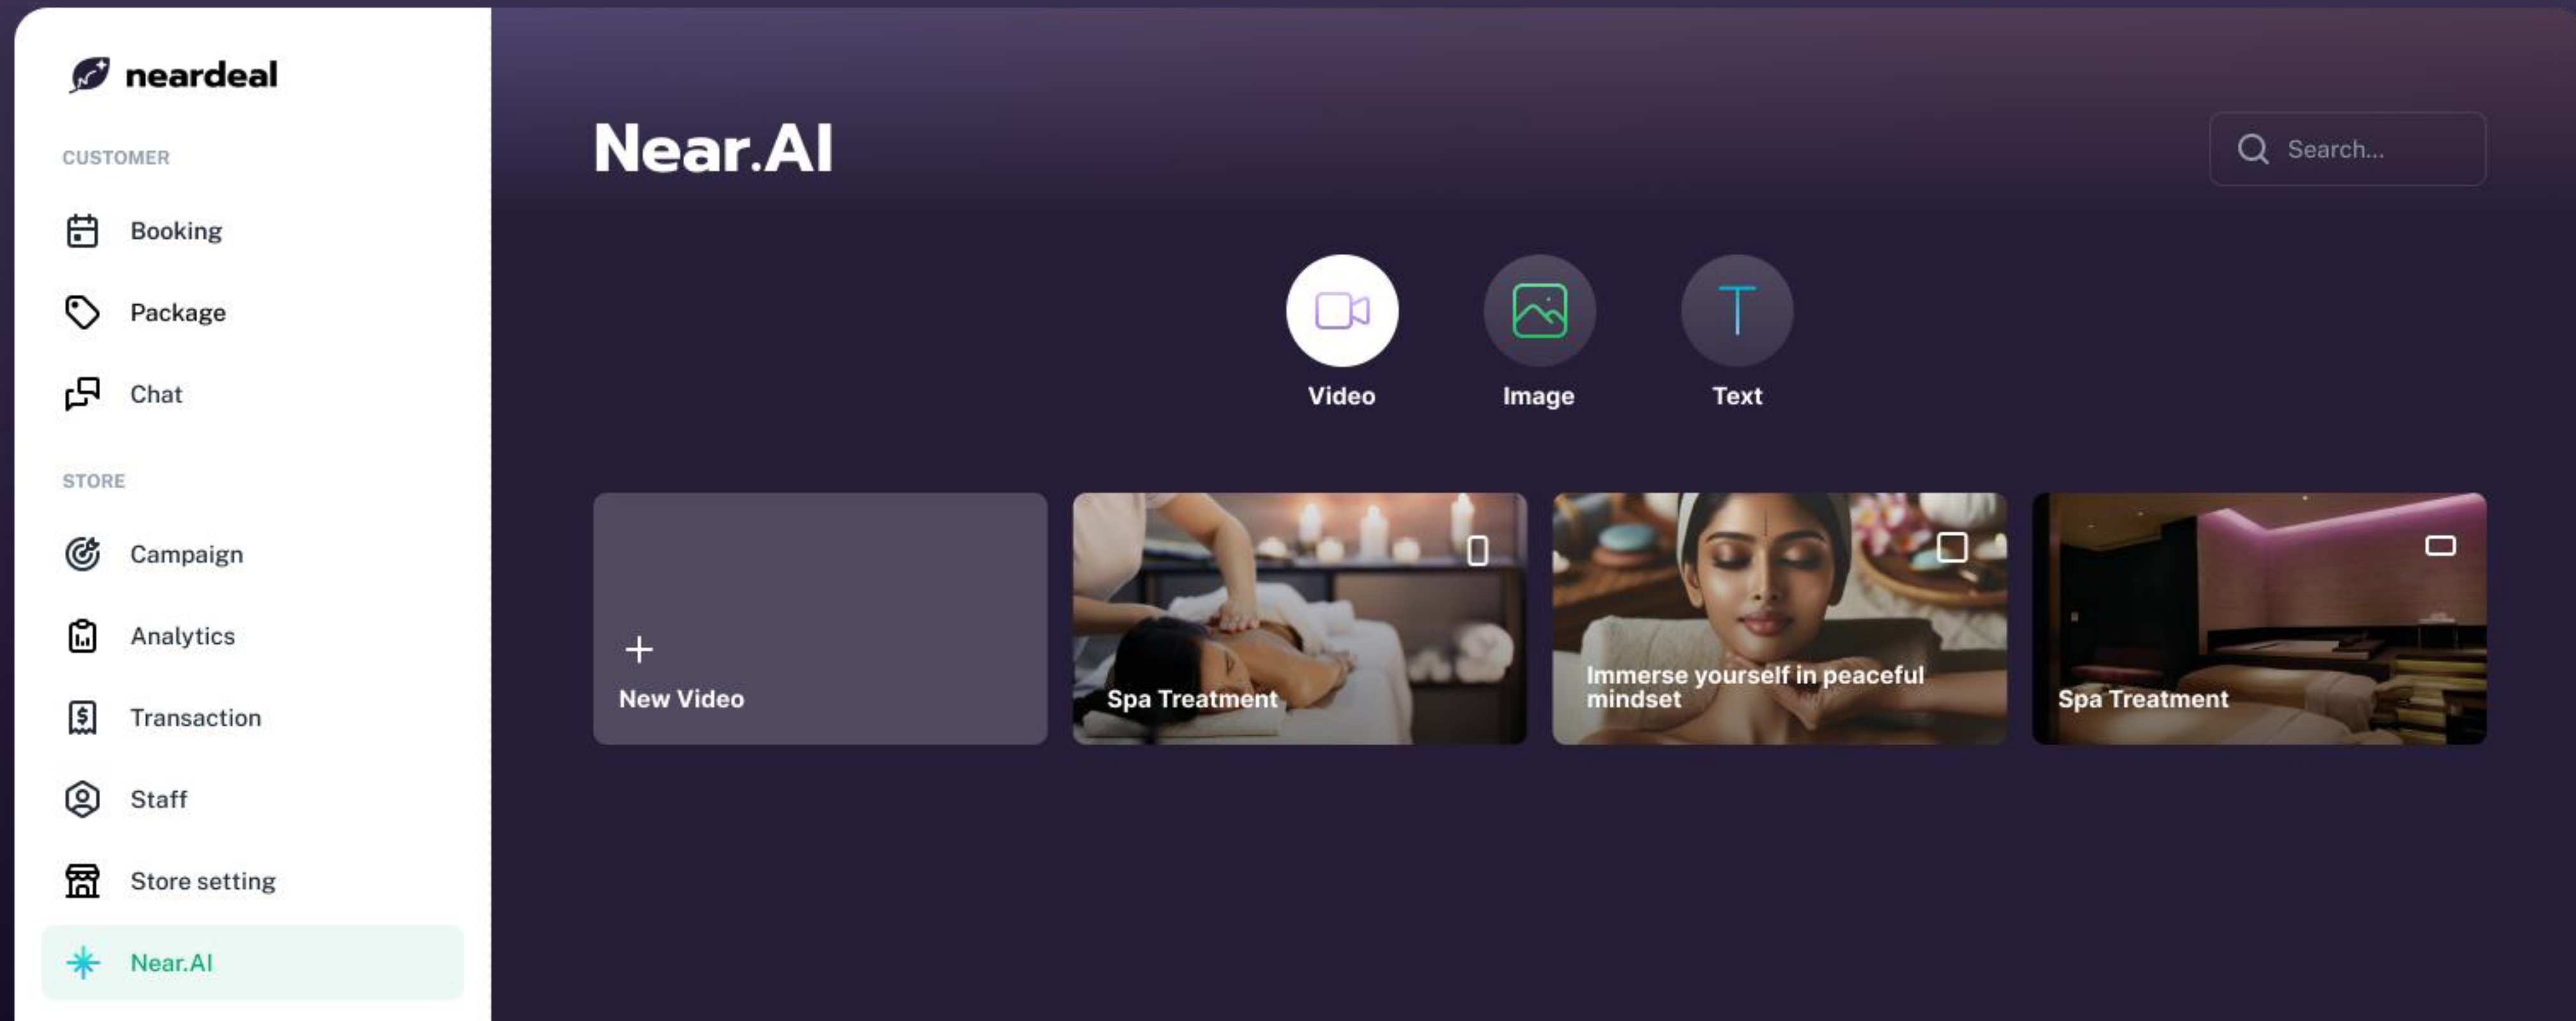 neardeal
CUSTOMER
Booking
Package
Chat
STORE
Campaign
Analytics
Transaction
Staff
Store setting
Near.AI
Near.AI
Search...
Video
Image
Text
New Video
Spa Treatment
Immerse yourself in peaceful
mindset
Spa Treatment